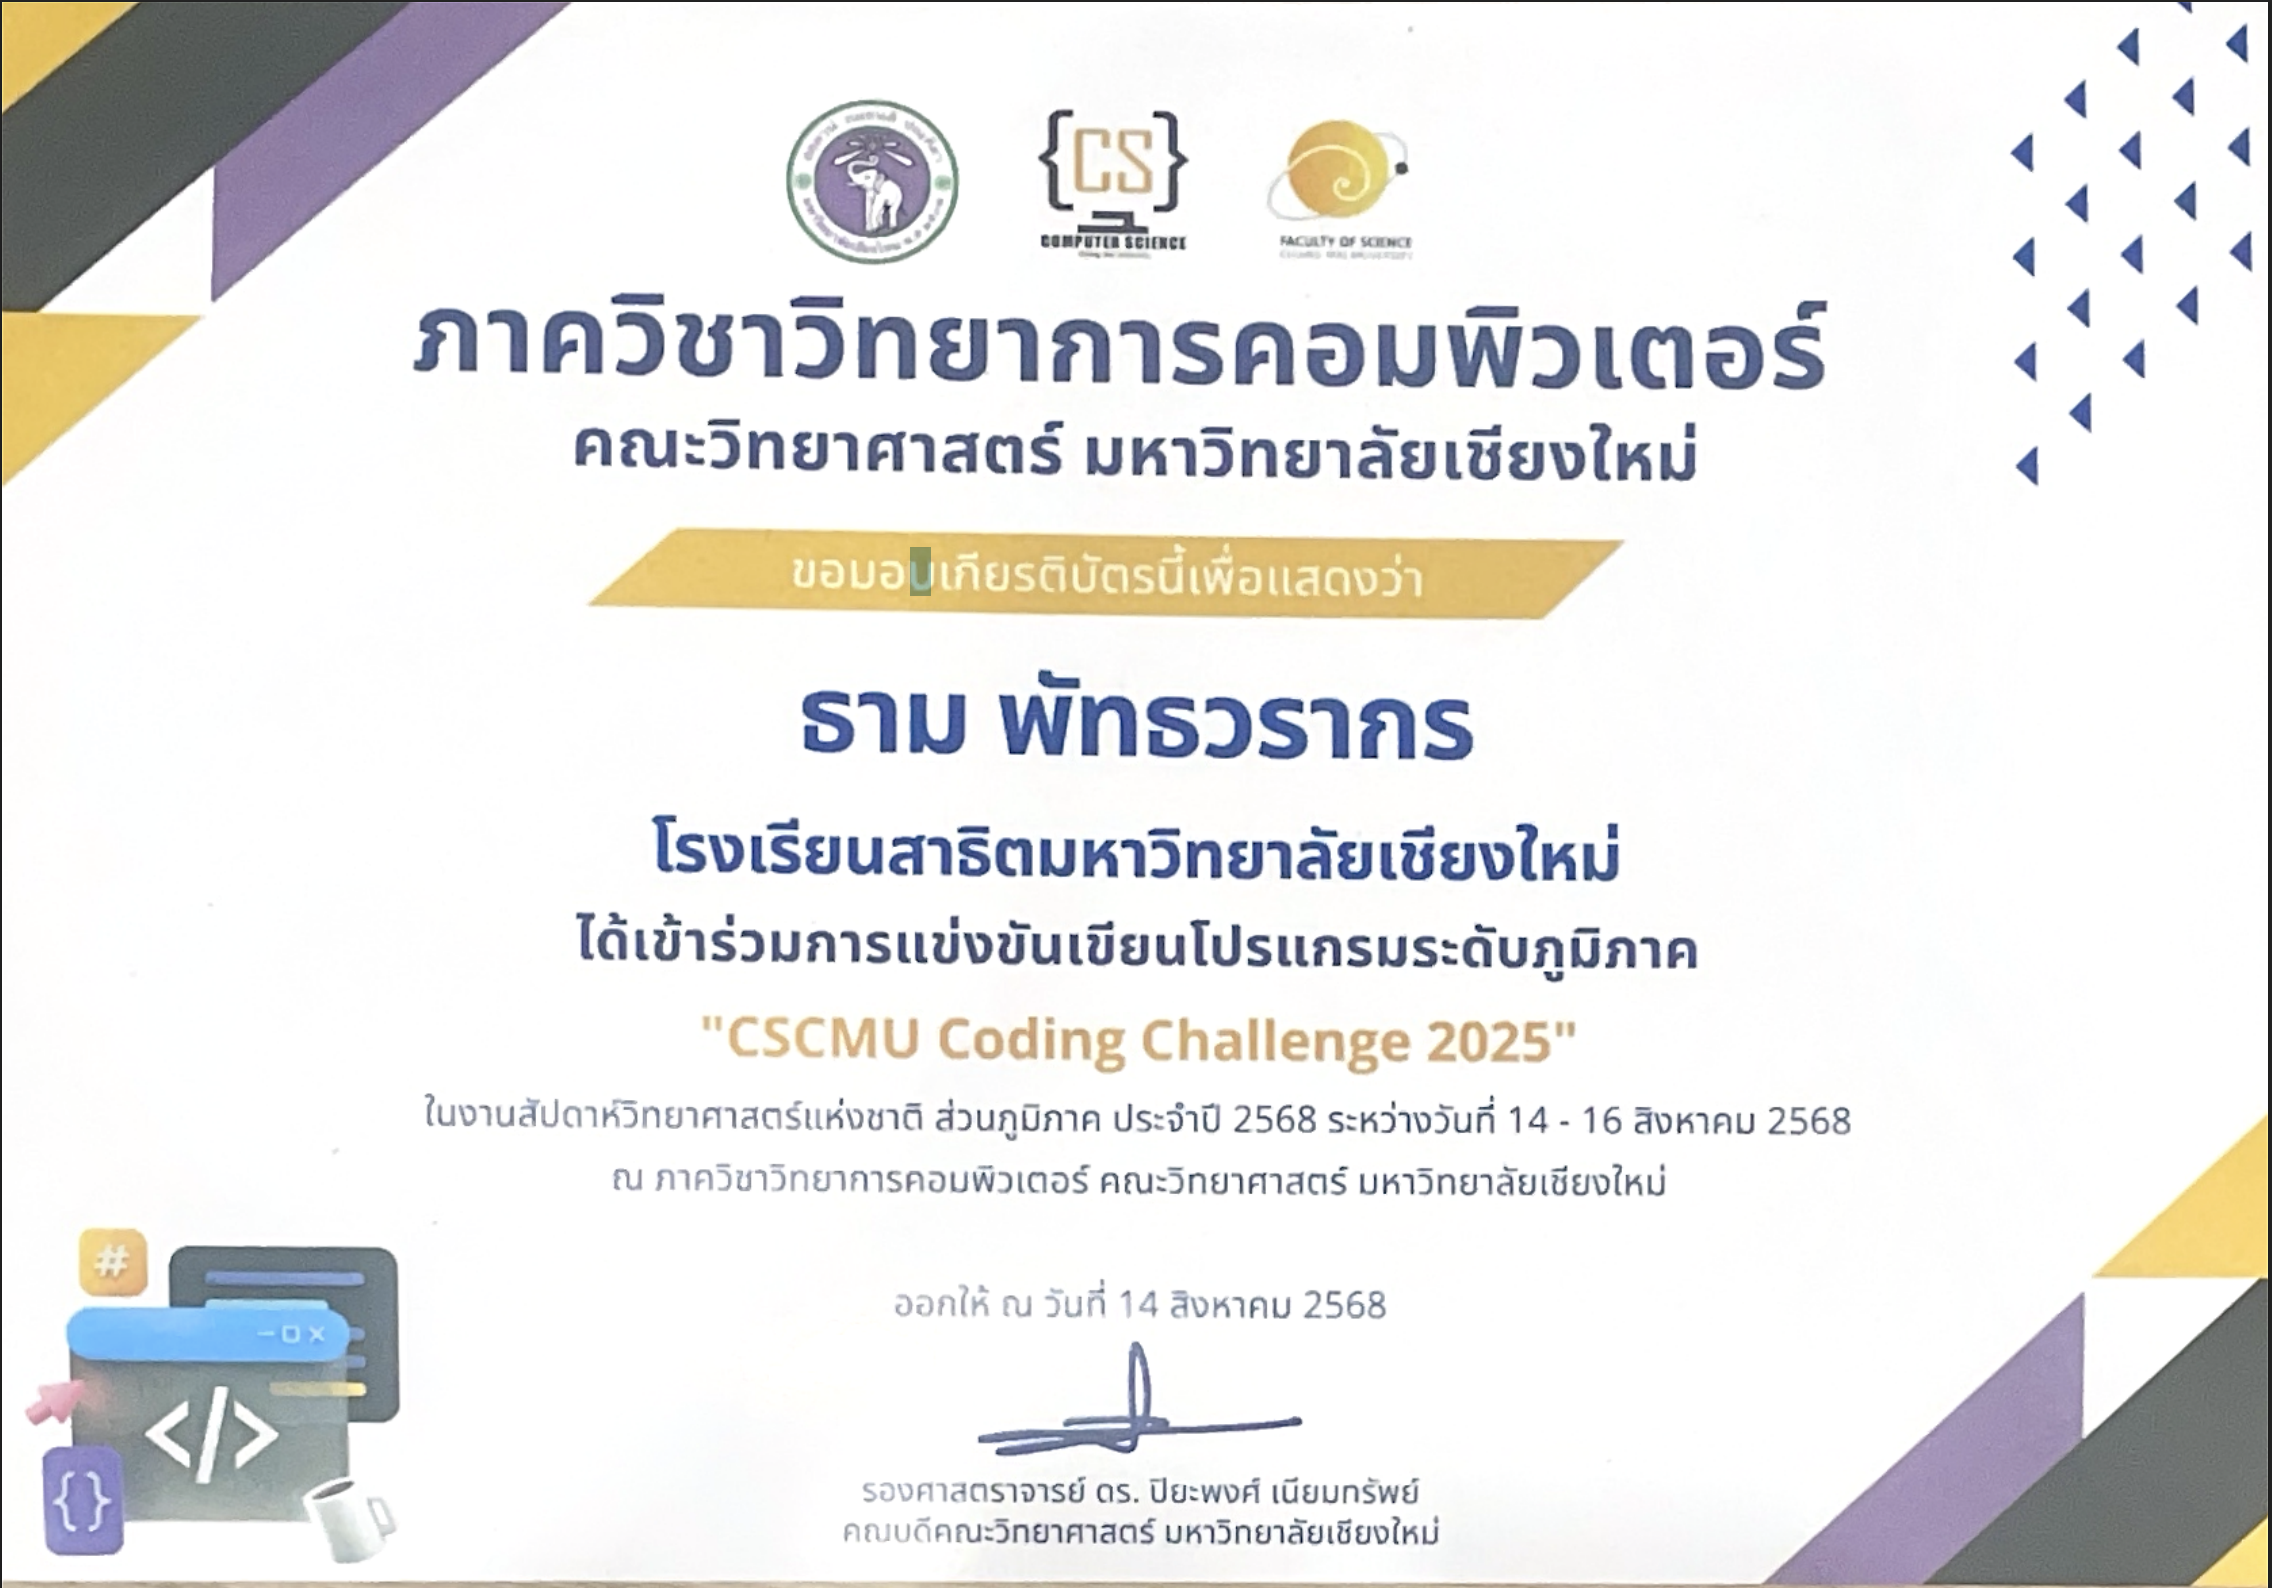 COMPUTER SCIENCE
FACULTY OF SCIENCE
CHIANG MAI UNIVERSITY
ภาควิชาวิทยาการคอมพิวเตอร์
คณะวิทยาศาสตร์ มหาวิทยาลัยเชียงใหม่
ขอมอบเกียรติบัตรนี้เพื่อแสดงว่า
ธาม พัทธวรากร
โรงเรียนสาธิตมหาวิทยาลัยเชียงใหม่
ได้เข้าร่วมการแข่งขันเขียนโปรแกรมระดับภูมิภาค
"CSCMU Coding Challenge 2025"
ในงานสัปดาห์วิทยาศาสตร์แห่งชาติ ส่วนภูมิภาค ประจำปี 2568 ระหว่างวันที่ 14 - 16 สิงหาคม 2568
ณ ภาควิชาวิทยาการคอมพิวเตอร์ คณะวิทยาศาสตร์ มหาวิทยาลัยเชียงใหม่
ออกให้ ณ วันที่ 14 สิงหาคม 2568
รองศาสตราจารย์ ดร. ปิยะพงศ์ เนียมทรัพย์
คณบดีคณะวิทยาศาสตร์ มหาวิทยาลัยเชียงใหม่
{CS}
#
</>
{}